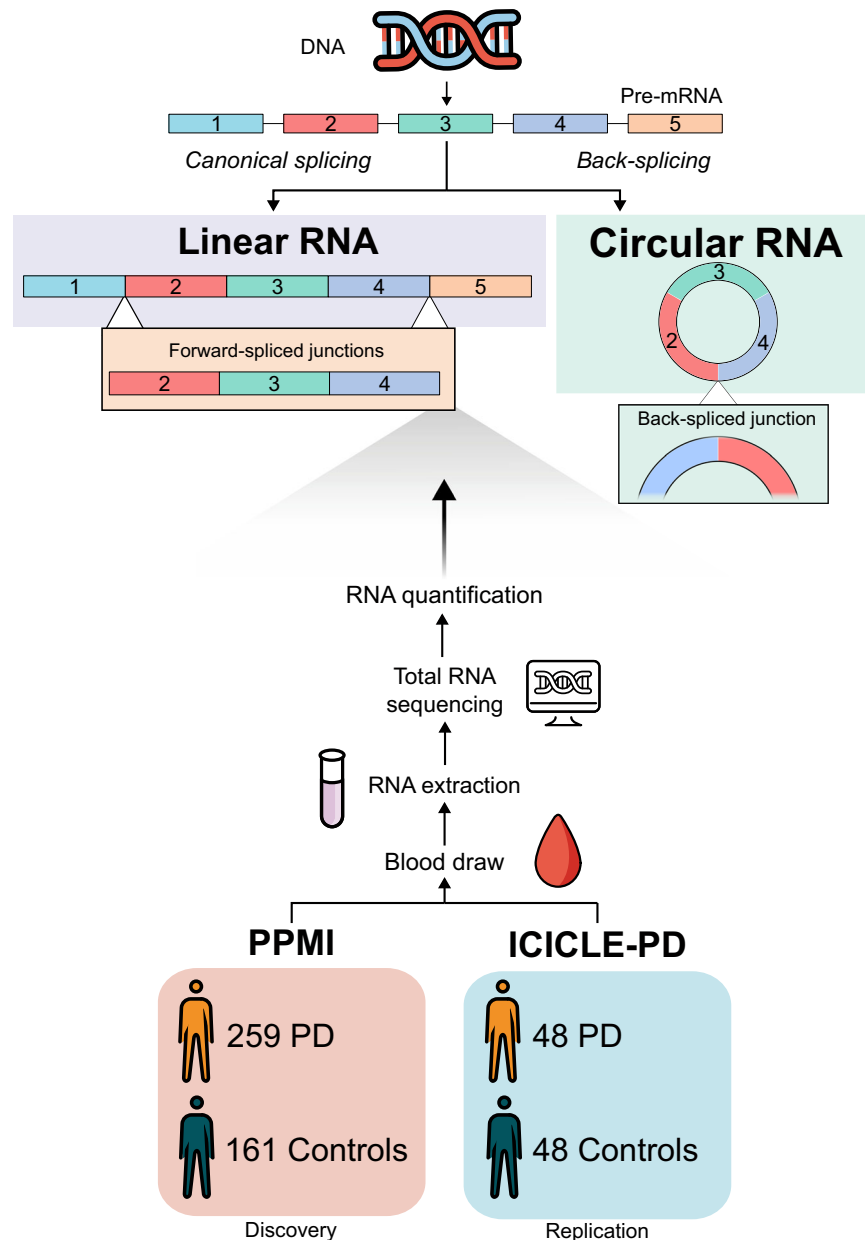 DNA
Pre-mRNA
1 2 3 4 5
Canonical splicing Back-splicing
Linear RNA
1 2 3 4 5
Forward-spliced junctions
2 3 4
Circular RNA
3
2 4
Back-spliced junction
RNA quantification
Total RNA
sequencing
RNA extraction
Blood draw
PPMI
259 PD
161 Controls
Discovery
ICICLE-PD
48 PD
48 Controls
Replication